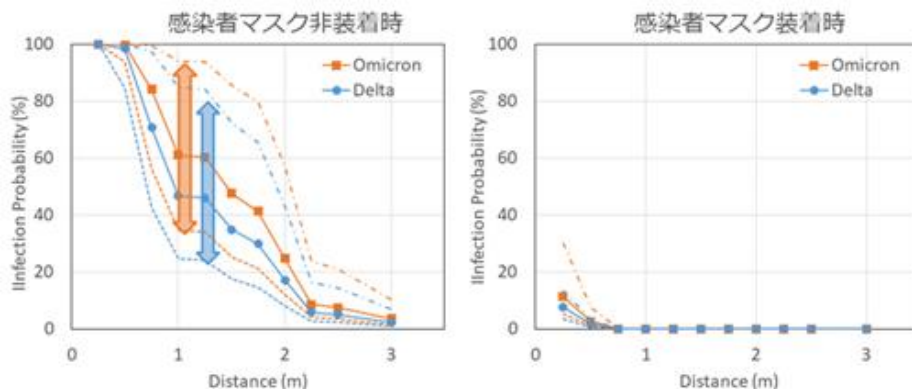 感染者マスク非装着時
IInfection Probability (%)
100
80
60
40
20
0
Omicron
Delta
0
1
2
3
Distance (m)
感染者マスク装着時
IInfection Probability (%)
100
80
60
40
20
0
Omicron
Delta
0
1
2
3
Distance (m)